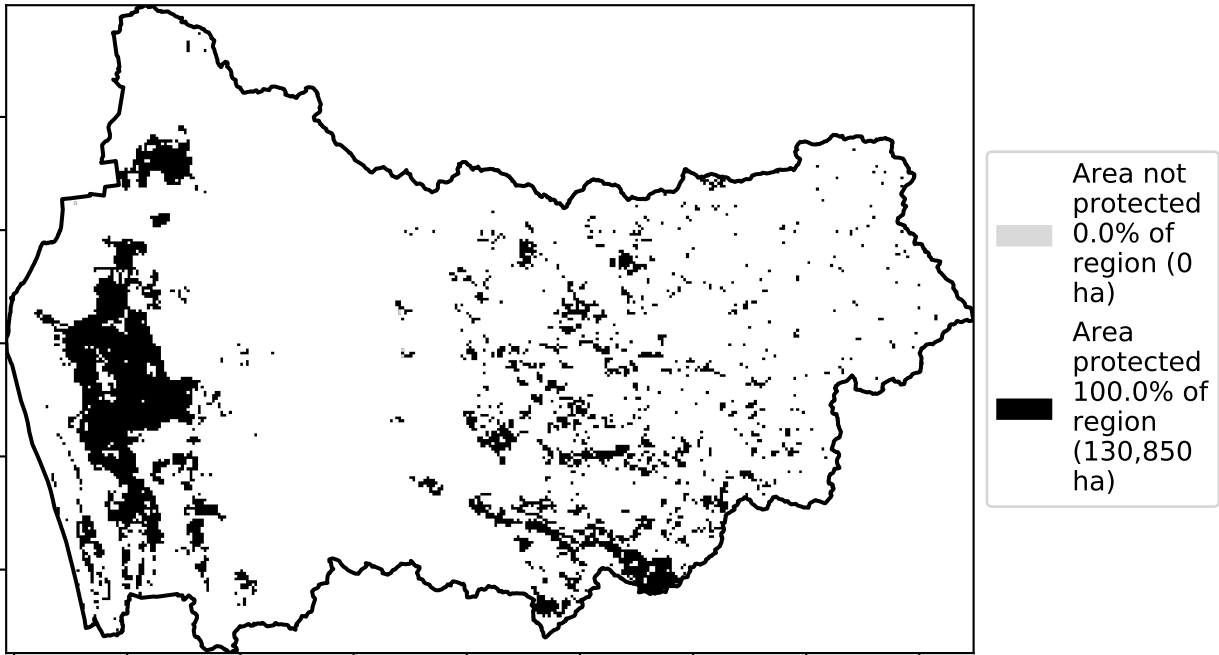 Area not
protected
0.0% of
region (0
ha)
Area
protected
100.0% of
region
(130,850
ha)